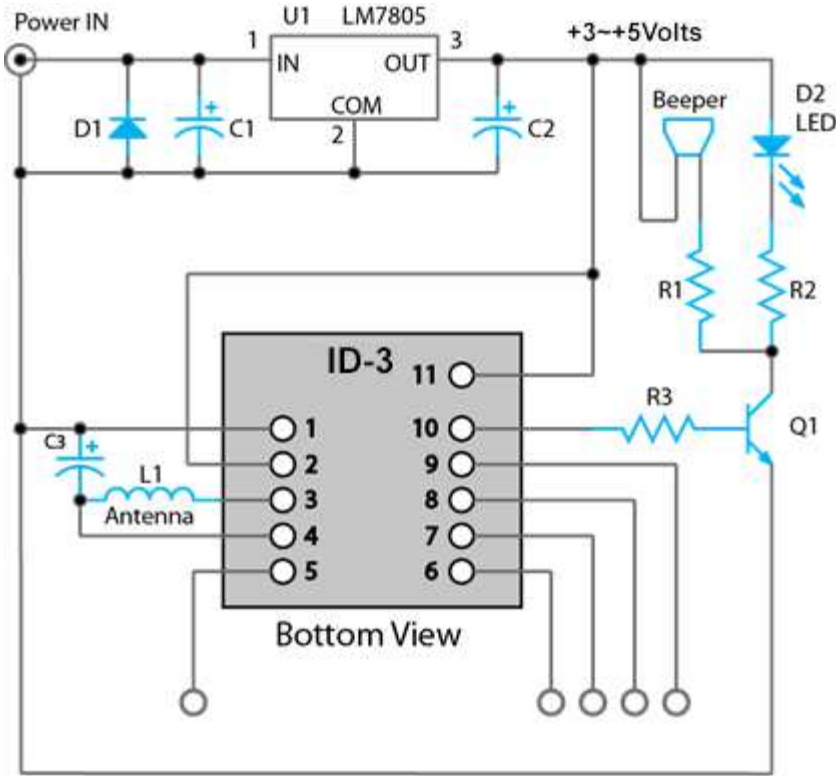 Power IN
U1 LM7805
1
3
+3~+5Volts
IN
OUT
COM
2
D1
+
C1
+
C2
Beeper
D2
LED
R1
R2
ID-3
11
1
10
R3
Q1
C3
+
2
9
L1
3
8
Antenna
4
7
5
6
Bottom View